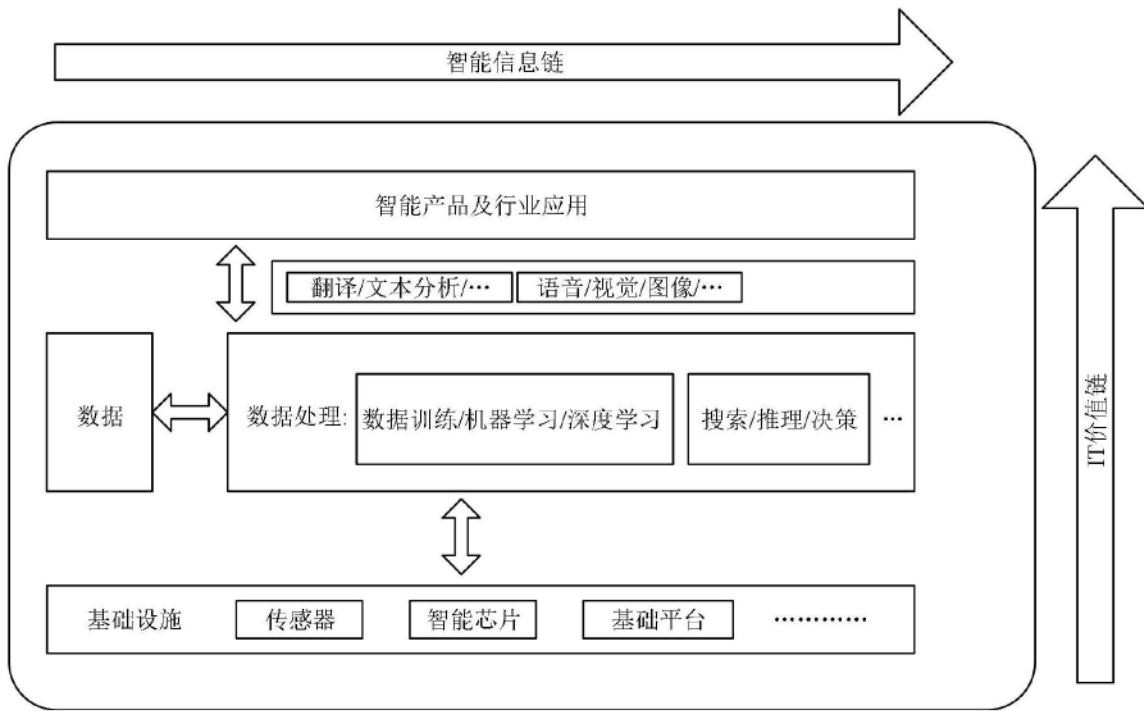 智能信息链
智能产品及行业应用
翻译/文本分析/… 语音/视觉/图像/…
数据 数据处理: 数据训练/机器学习/深度学习 搜索/推理/决策 …
基础设施 传感器 智能芯片 基础平台 …………
IT价值链